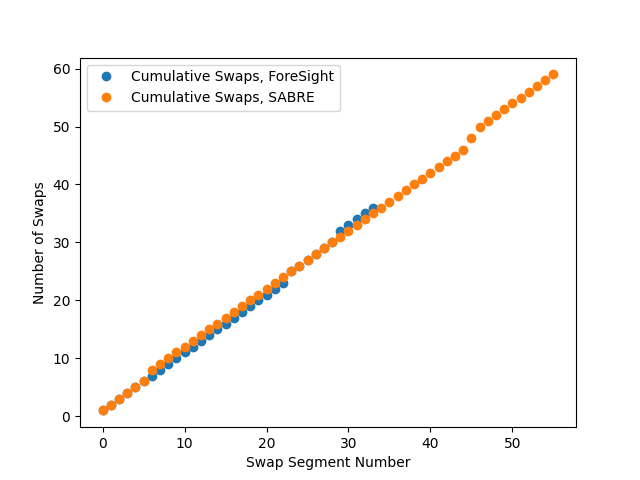 Cumulative Swaps, ForeSight
Cumulative Swaps, SABRE
60
50
40
30
20
10
0
Number of Swaps
0 10 20 30 40 50
Swap Segment Number